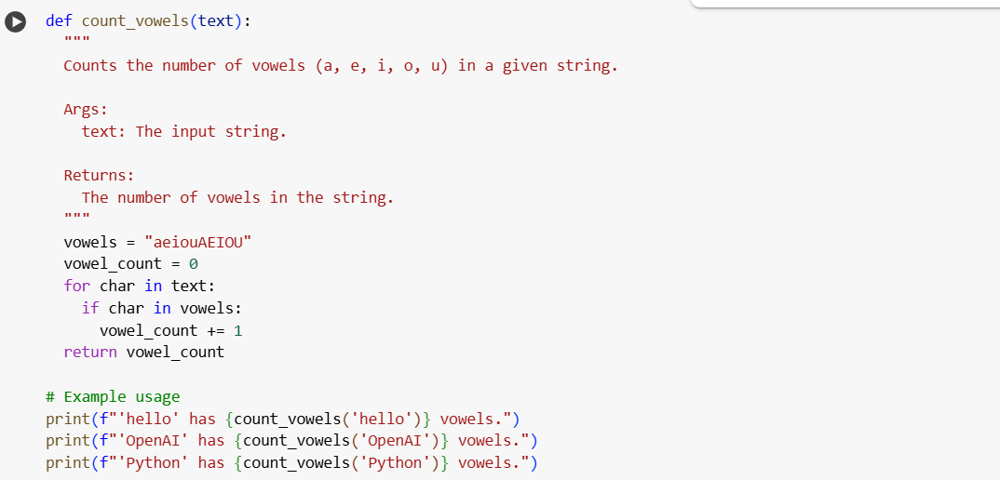 def count_vowels(text):
  """
  Counts the number of vowels (a, e, i, o, u) in a given string.

  Args:
    text: The input string.

  Returns:
    The number of vowels in the string.
  """
  vowels = "aeiouAEIOU"
  vowel_count = 0
  for char in text:
    if char in vowels:
      vowel_count += 1
  return vowel_count

# Example usage
print(f"'hello' has {count_vowels('hello')} vowels.")
print(f"'OpenAI' has {count_vowels('OpenAI')} vowels.")
print(f"'Python' has {count_vowels('Python')} vowels.")